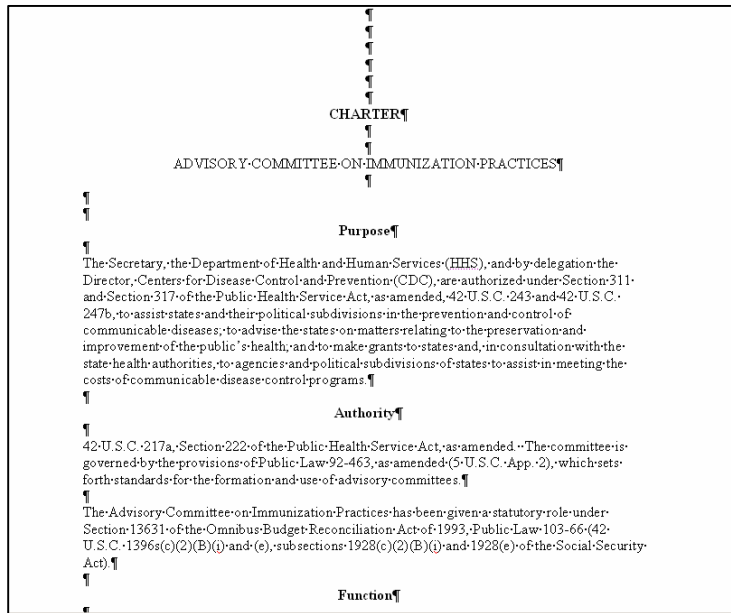 CHARTER¶
ADVISORY·COMMITTEE·ON·IMMUNIZATION·PRACTICES¶
Purpose¶
The·Secretary,·the·Department·of·Health·and·Human·Services·(HHS),·and·by·delegation·the·
Director,·Centers·for·Disease·Control·and·Prevention·(CDC),·are·authorized·under·Section·311·
and·Section·317·of·the·Public·Health·Service·Act,·as·amended,·42·U.S.C.·243·and·42·U.S.C.·
247b,·to·assist·states·and·their·political·subdivisions·in·the·prevention·and·control·of·
communicable·diseases;·to·advise·the·states·on·matters·relating·to·the·preservation·and·
improvement·of·the·public's·health;·and·to·make·grants·to·states·and,·in·consultation·with·the·
state·health·authorities,·to·agencies·and·political·subdivisions·of·states·to·assist·in·meeting·the·
costs·of·communicable·disease·control·programs.¶
Authority¶
42·U.S.C.·217a,·Section·222·of·the·Public·Health·Service·Act,·as·amended.··The·committee·is·
governed·by·the·provisions·of·Public·Law·92-463,·as·amended·(5·U.S.C.·App.·2),·which·sets·
forth·standards·for·the·formation·and·use·of·advisory·committees.¶
The·Advisory·Committee·on·Immunization·Practices·has·been·given·a·statutory·role·under·
Section·13631·of·the·Omnibus·Budget·Reconciliation·Act·of·1993,·Public·Law·103-66·(42·
U.S.C.·1396s(c)(2)(B)(i)·and·(e),·subsections·1928(c)(2)(B)(i)·and·1928(e)·of·the·Social·Security·
Act).¶
Function¶